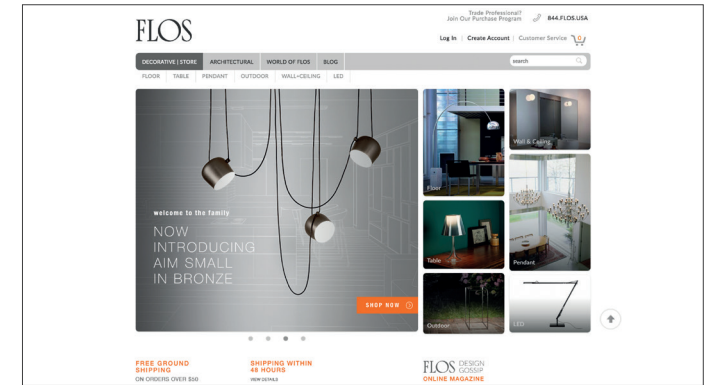 Trade Professional?
Join Our Purchase Program
844.FLOS.USA
FLOS
Log In | Create Account | Customer Service 0
DECORATIVE | STORE ARCHITECTURAL WORLD OF FLOS BLOG
search
FLOOR TABLE PENDANT OUTDOOR WALL+CEILING LED
welcome to the family
NOW
INTRODUCING
AIM SMALL
IN BRONZE
SHOP NOW
Floor
Wall & Ceiling
Table
Pendant
Outdoor
LED
FREE GROUND
SHIPPING
ON ORDERS OVER $50
SHIPPING WITHIN
48 HOURS
VIEW DETAILS
FLOS DESIGN
GOSSIP
ONLINE MAGAZINE